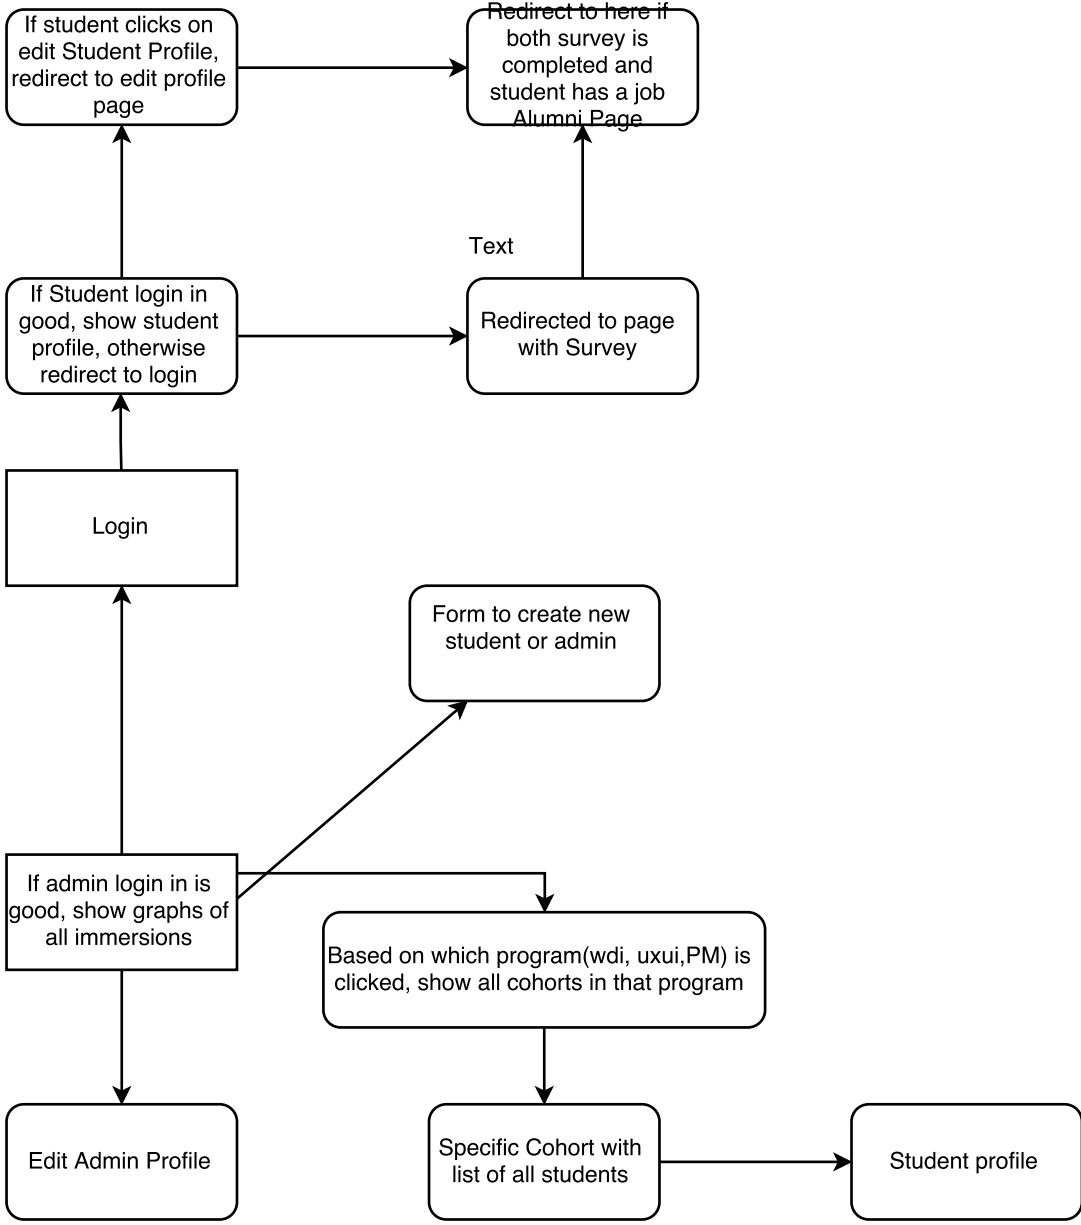 If student clicks on
edit Student Profile,
redirect to edit profile
page
Redirect to here if
both survey is
completed and
student has a job
Alumni Page
Text
If Student login in
good, show student
profile, otherwise
redirect to login
Redirected to page
with Survey
Login
Form to create new
student or admin
If admin login in is
good, show graphs of
all immersions
Based on which program(wdi, uxui,PM) is
clicked, show all cohorts in that program
Edit Admin Profile
Specific Cohort with
list of all students
Student profile